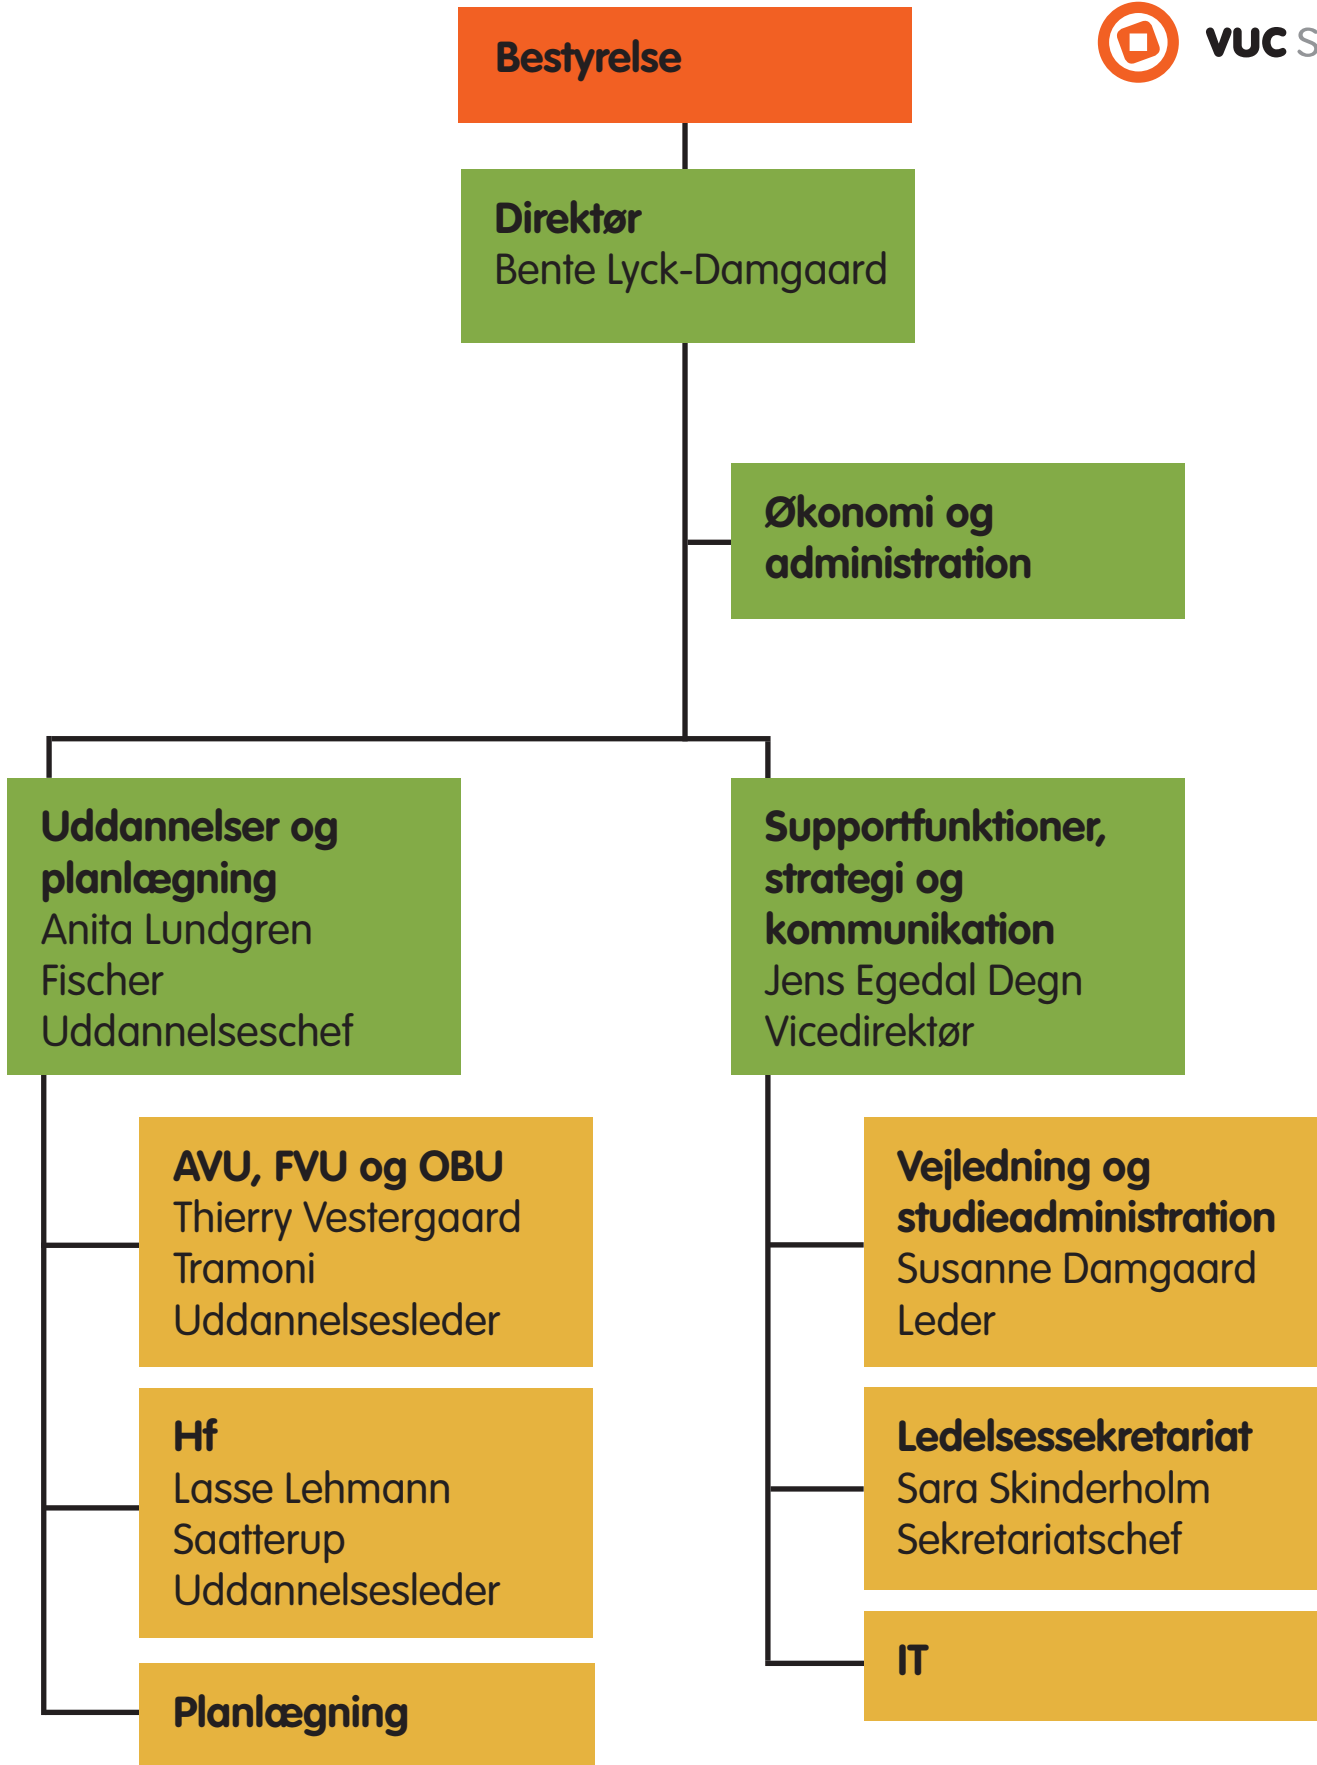 Bestyrelse
vuc
Direktør
Bente Lyck-Damgaard
Økonomi og
administration
Uddannelser og
planlægning
Anita Lundgren
Fischer
Uddannelseschef
Supportfunktioner,
strategi og
kommunikation
Jens Egedal Degn
Vicedirektør
AVU, FVU og OBU
Thierry Vestergaard
Tramoni
Uddannelsesleder
Hf
Lasse Lehmann
Saatterup
Uddannelsesleder
Planlægning
Vejledning og
studieadministration
Susanne Damgaard
Leder
Ledelsessekretariat
Sara Skinderholm
Sekretariatschef
IT